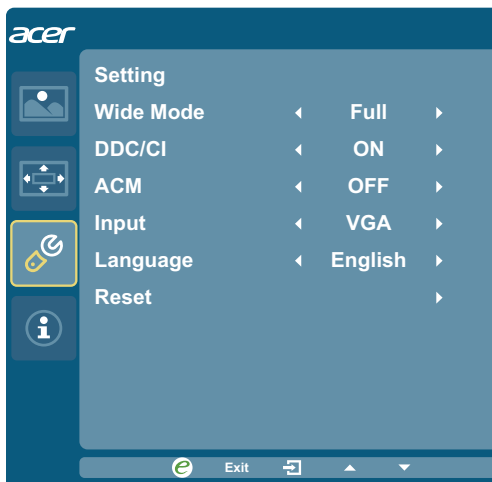 acer
Setting
Wide Mode Full
DDC/CI ON
ACM OFF
Input VGA
Language English
Reset
e Exit